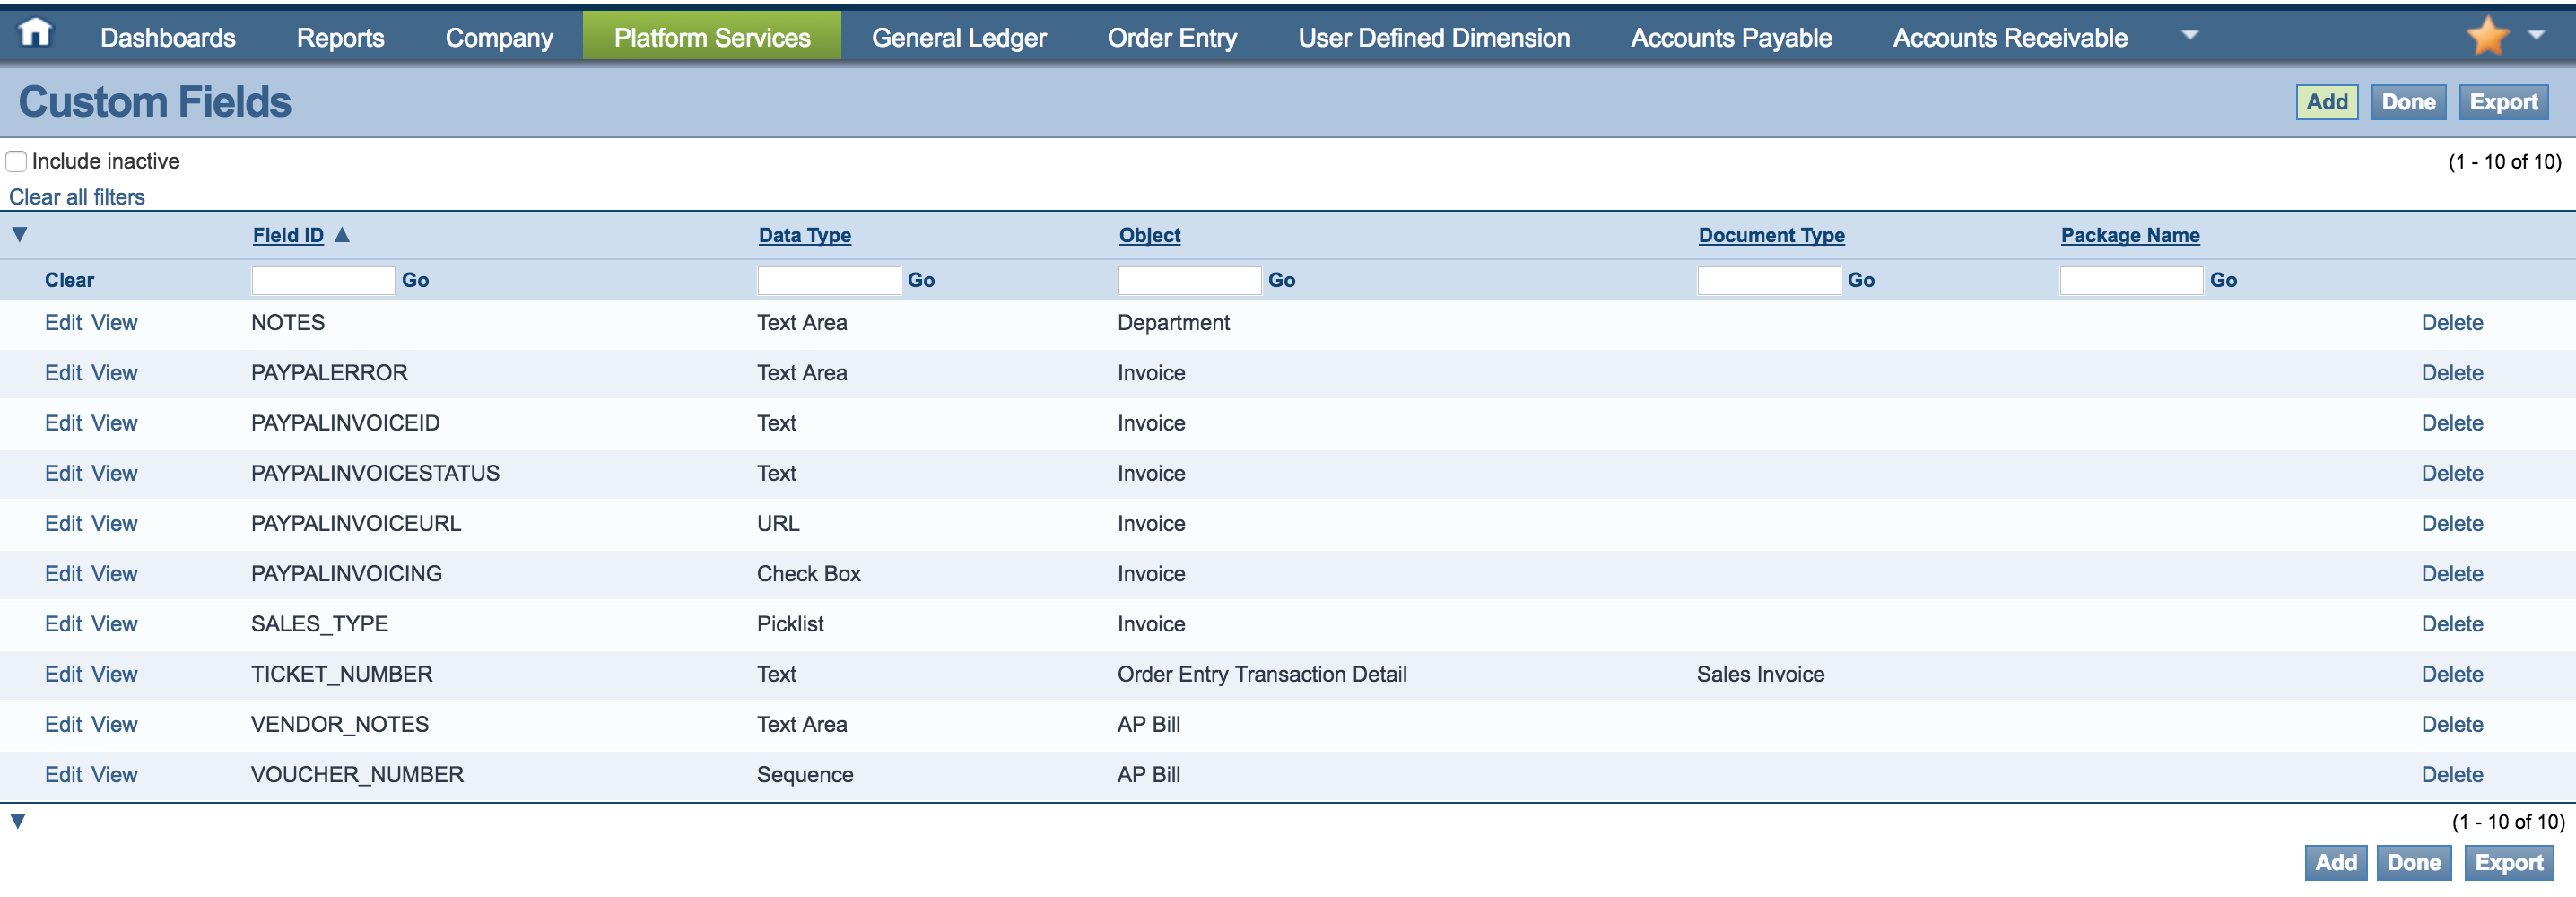 Dashboards Reports Company Platform Services General Ledger Order Entry User Defined Dimension Accounts Payable Accounts Receivable
Custom Fields Add Done Export
Include inactive (1 - 10 of 10)
Clear all filters
Field ID Data Type Object Document Type Package Name
Clear Go Go Go Go Go
Edit View NOTES Text Area Department Delete
Edit View PAYPALERROR Text Area Invoice Delete
Edit View PAYPALINVOICEID Text Invoice Delete
Edit View PAYPALINVOICESTATUS Text Invoice Delete
Edit View PAYPALINVOICEURL URL Invoice Delete
Edit View PAYPALINVOICING Check Box Invoice Delete
Edit View SALES_TYPE Picklist Invoice Delete
Edit View TICKET_NUMBER Text Order Entry Transaction Detail Sales Invoice Delete
Edit View VENDOR_NOTES Text Area AP Bill Delete
Edit View VOUCHER_NUMBER Sequence AP Bill Delete
(1 - 10 of 10)
Add Done Export